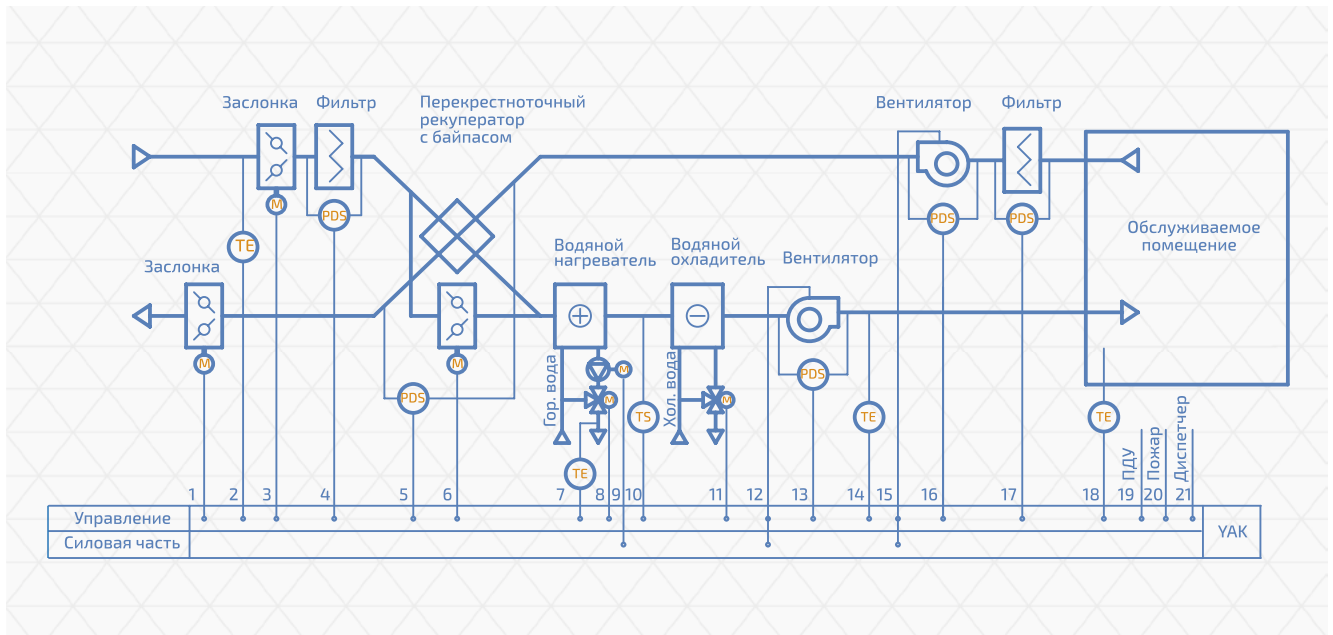 Заслонка
Фильтр
Перекрестноточный
рекуператор
с байпасом
Вентилятор
Фильтр
M
PDS
PDS
PDS
TE
Обслуживаемое
помещение
Заслонка
Водяной
нагреватель
Водяной
охладитель
Вентилятор
M
M
M
PDS
PDS
M
M
Гор. вода
Хол. вода
TS
TE
TE
TE
ПДУ
Пожар
Диспетчер
1 2 3 4 5 6 7 8 9 10 11 12 13 14 15 16 17 18 19 20 21
Управление
Силовая часть
YAK